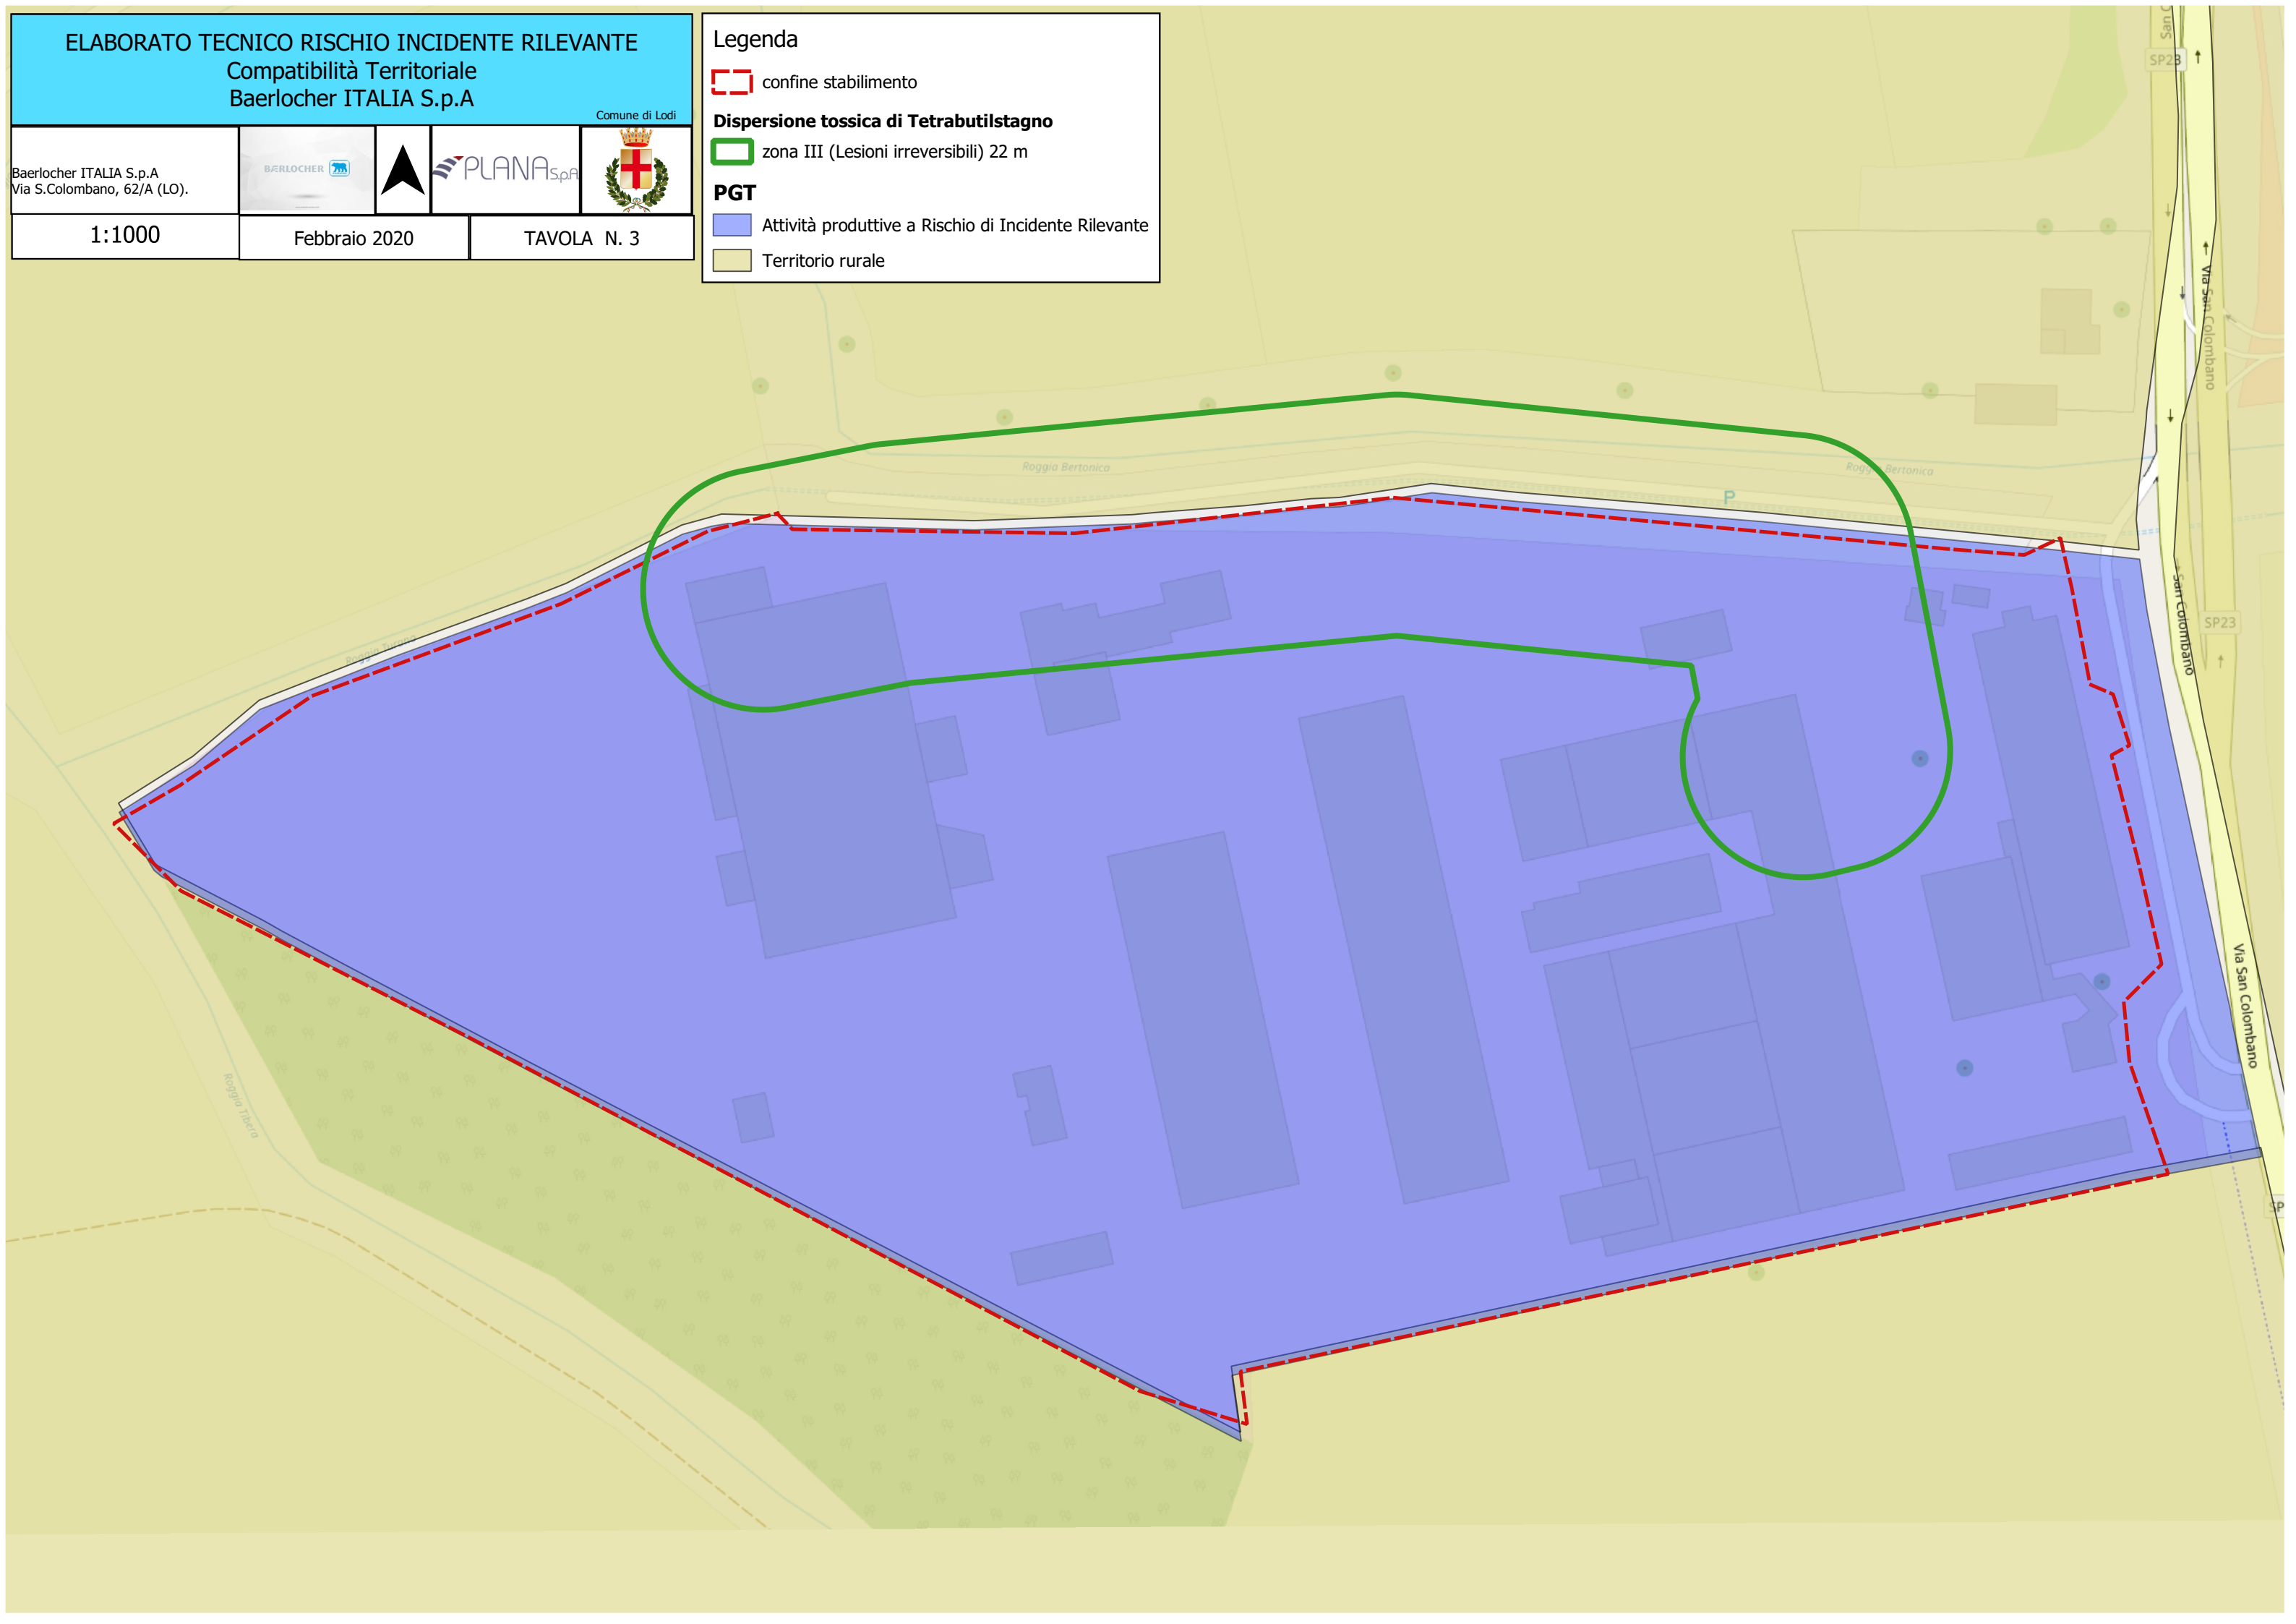 ELABORATO TECNICO RISCHIO INCIDENTE RILEVANTE
Compatibilità Territoriale
Baerlocher ITALIA S.p.A
Comune di Lodi
Baerlocher ITALIA S.p.A
Via S.Colombano, 62/A (LO).
BÆRLOCHER
PLANA S.p.A
1:1000
Febbraio 2020
TAVOLA N. 3
Legenda
confine stabilimento
Dispersione tossica di Tetrabutilstagno
zona III (Lesioni irreversibili) 22 m
PGT
Attività produttive a Rischio di Incidente Rilevante
Territorio rurale
SP23
Via San Colombano
Roggia Bertonica
Roggia Bertonica
P
SP23
San Colombano
Via San Colombano
Roggia Tibera
SP